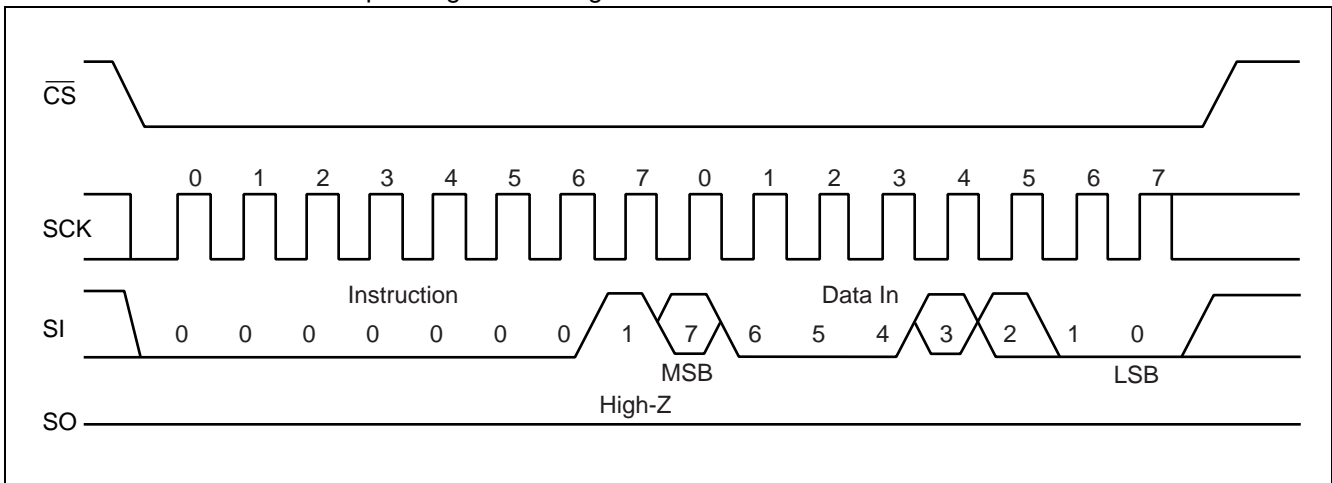 CS
0 1 2 3 4 5 6 7 0 1 2 3 4 5 6 7
SCK
Instruction Data In
SI 0 0 0 0 0 0 0 1 7 6 5 4 3 2 1 0
MSB LSB
High-Z
SO